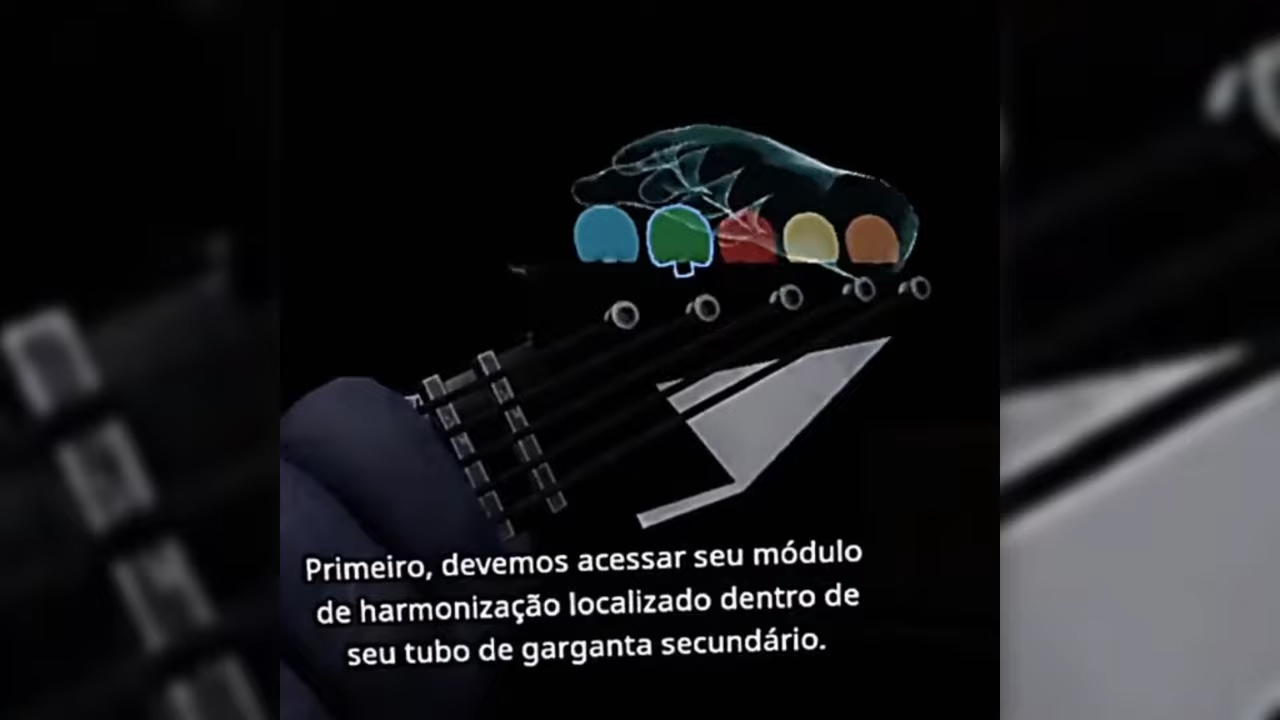 Primeiro, devemos acessar seu módulo
de harmonização localizado dentro de
seu tubo de garganta secundário.